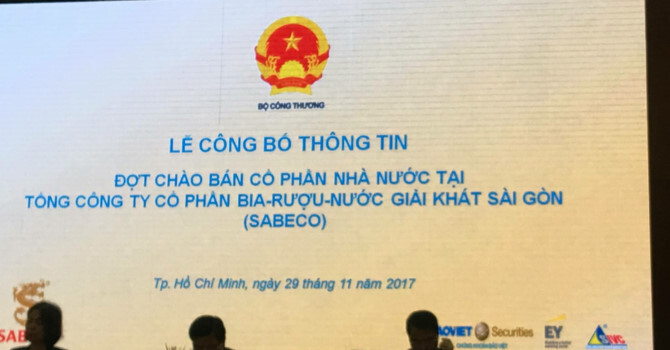 BỘ CÔNG THƯƠNG
LỄ CÔNG BỐ THÔNG TIN
ĐỢT CHÀO BÁN CỔ PHẦN NHÀ NƯỚC TẠI
TỔNG CÔNG TY CỔ PHẦN BIA-RƯỢU-NƯỚC GIẢI KHÁT SÀI GÒN
(SABECO)
Tp. Hồ Chí Minh, ngày 29 tháng 11 năm 2017
SAB
AOVIET Securities
EY